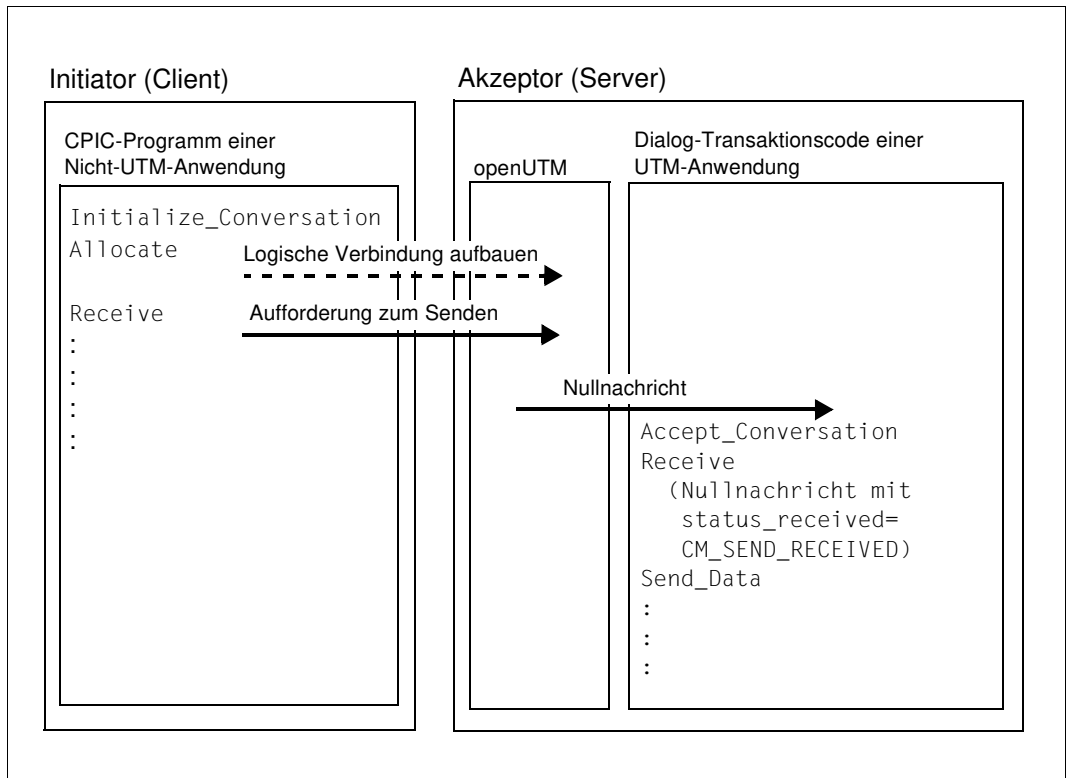 Initiator (Client)
Akzeptor (Server)
CPIC-Programm einer
Nicht-UTM-Anwendung
openUTM
Dialog-Transaktionscode einer
UTM-Anwendung
Initialize_Conversation
Allocate
Logische Verbindung aufbauen
Receive
Aufforderung zum Senden
:
:
:
:
Nullnachricht
Accept_Conversation
Receive
(Nullnachricht mit
status_received=
CM_SEND_RECEIVED)
Send_Data
:
:
: